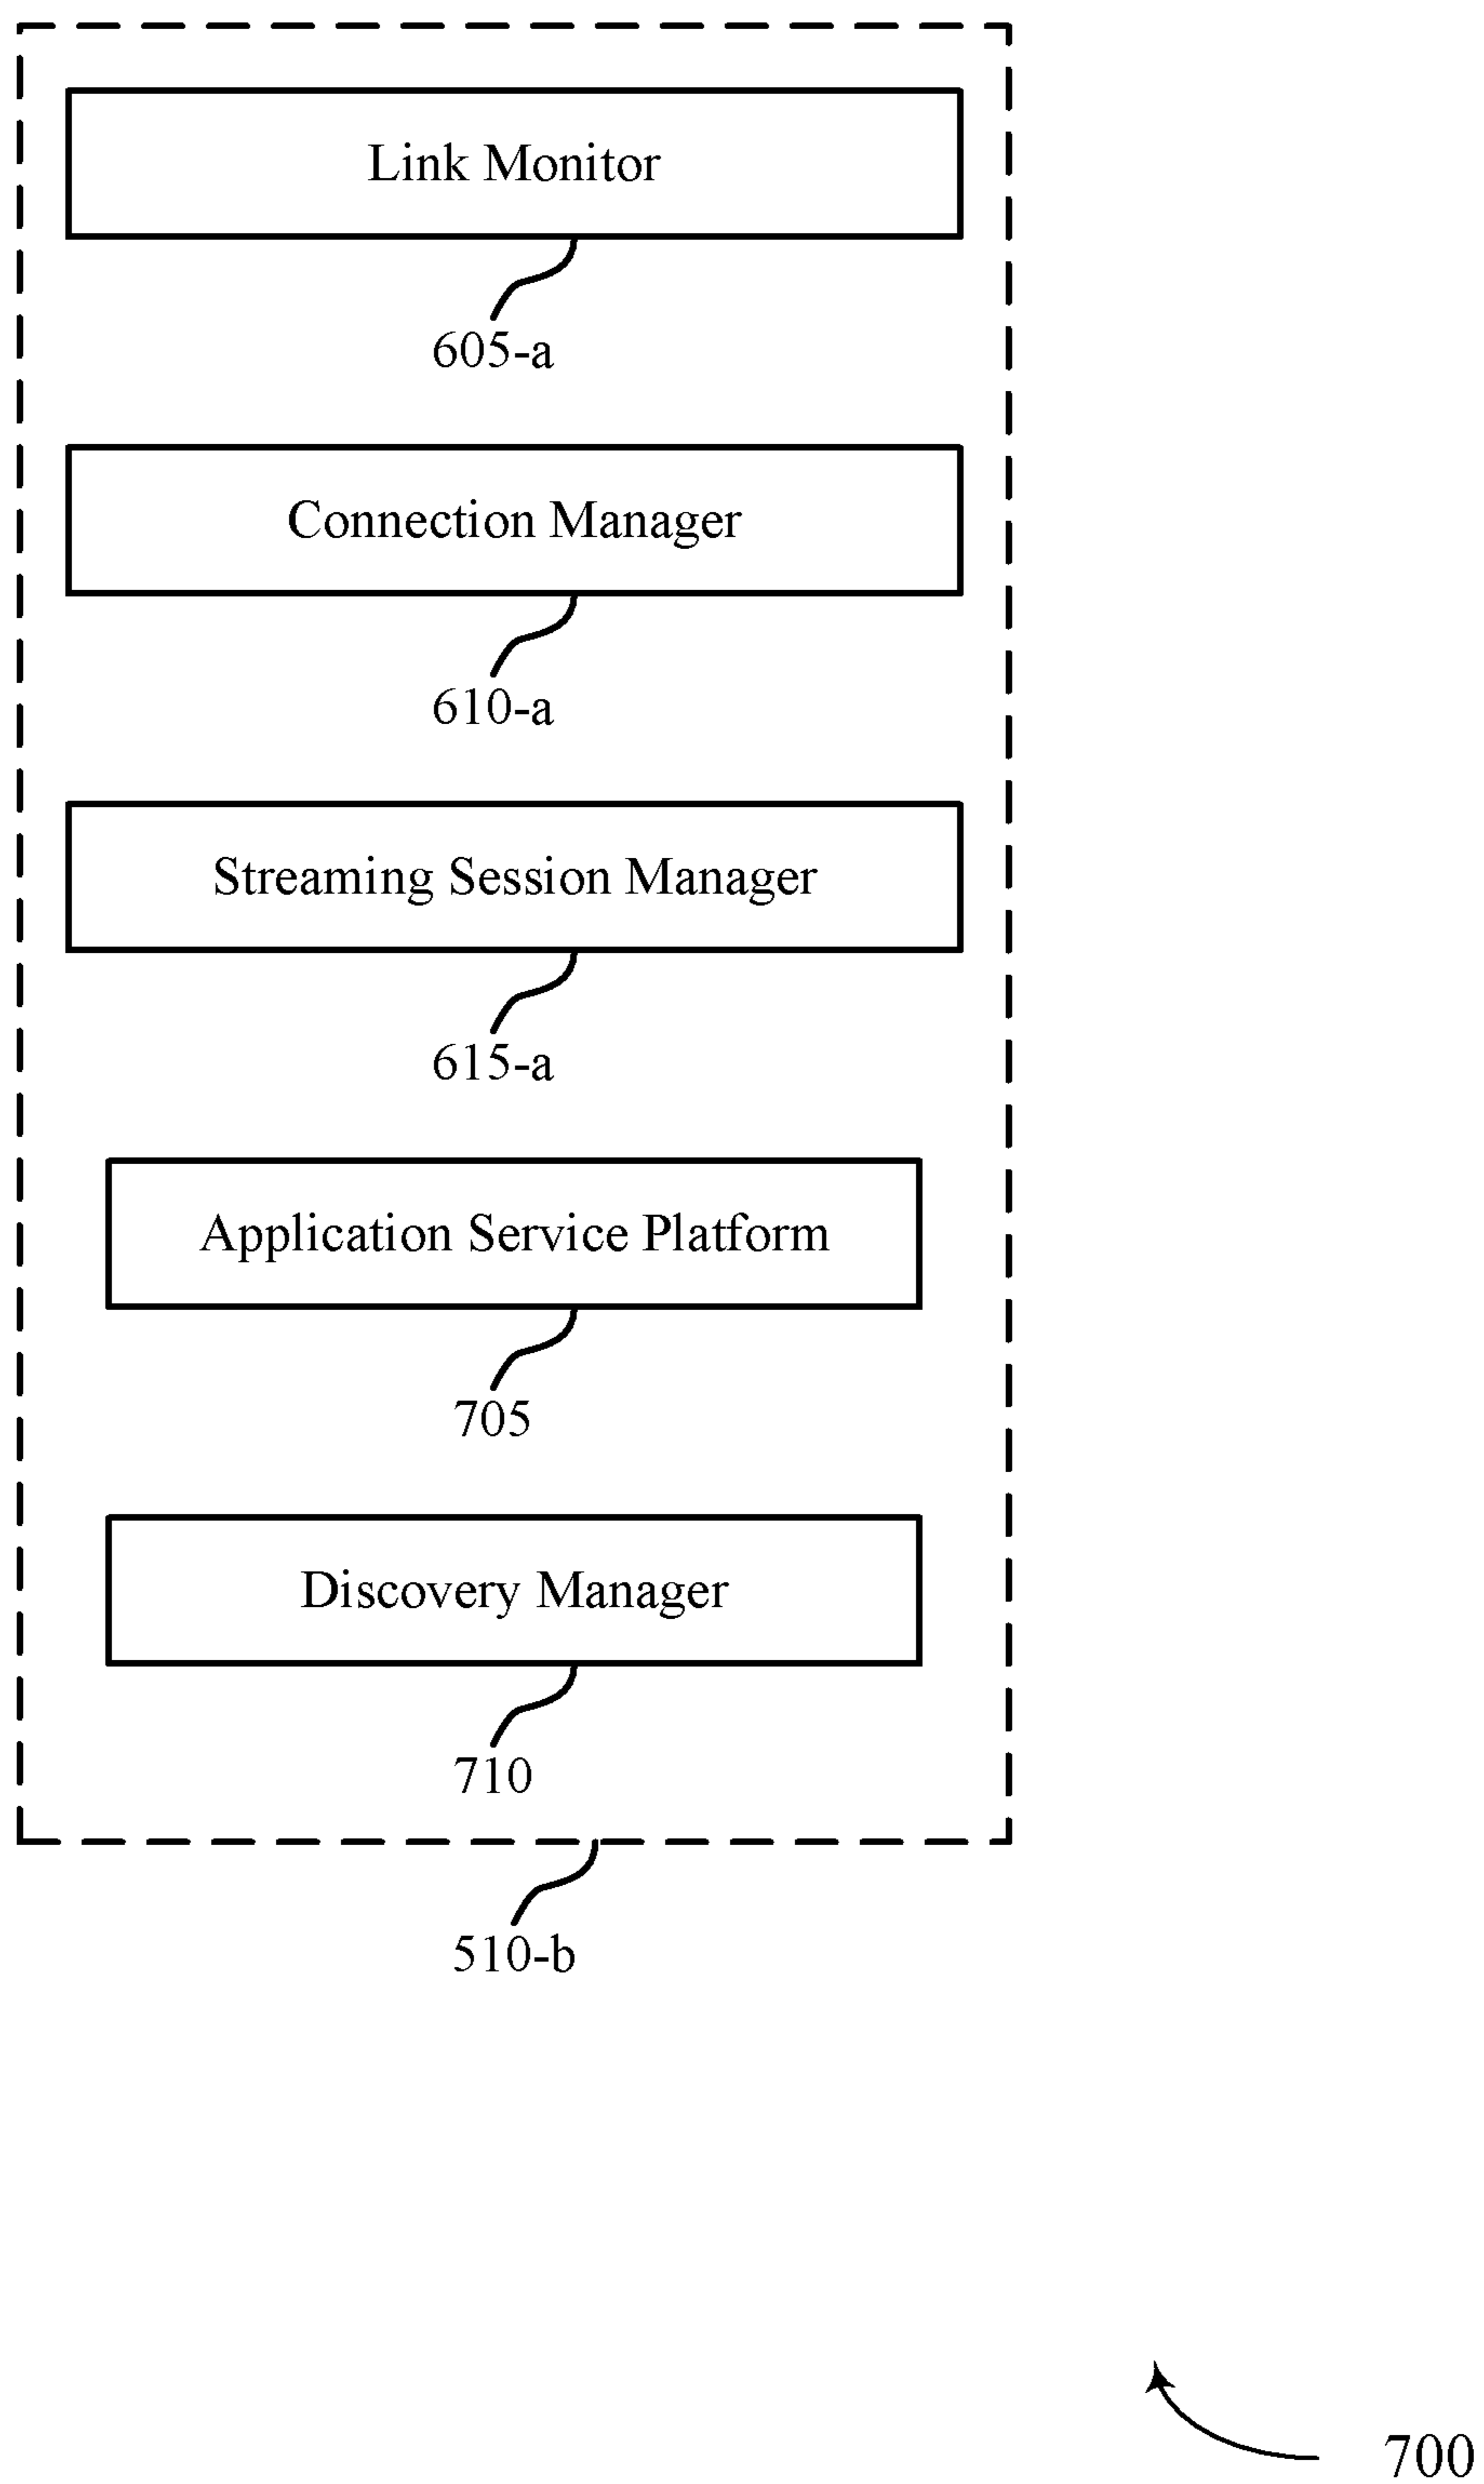 Link Monitor
605-a
Connection Manager
610-a
Streaming Session Manager
615-a
Application Service Platform
705
Discovery Manager
710
510-b
700